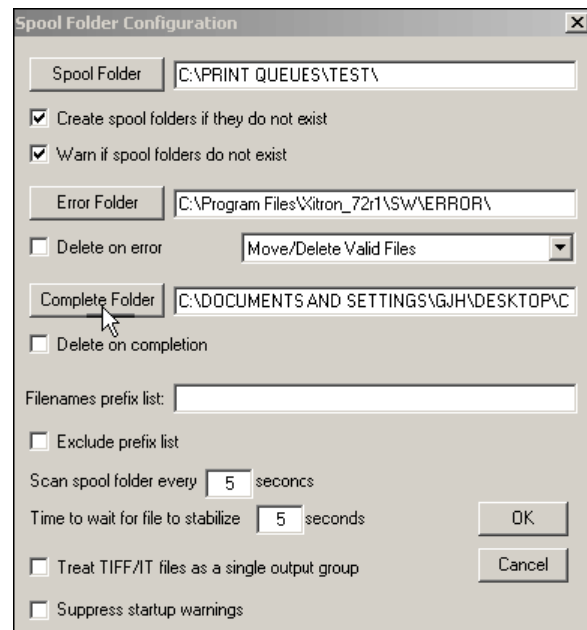 Spool Folder Configuration
Spool Folder C:\PRINT QUEUES\TEST\
Create spool folders if they do not exist
Warn if spool folders do not exist
Error Folder C:\Program Files\Xitron_72r1\SW\ERROR\
Delete on error Move/Delete Valid Files
Complete Folder C:\DOCUMENTS AND SETTINGS\GJH\DESKTOP\C
Delete on completion
Filenames prefix list:
Exclude prefix list
Scan spool folder every 5 seconcs
Time to wait for file to stabilize 5 seconds OK
Treat TIFF/IT files as a single output group Cancel
Suppress startup warnings